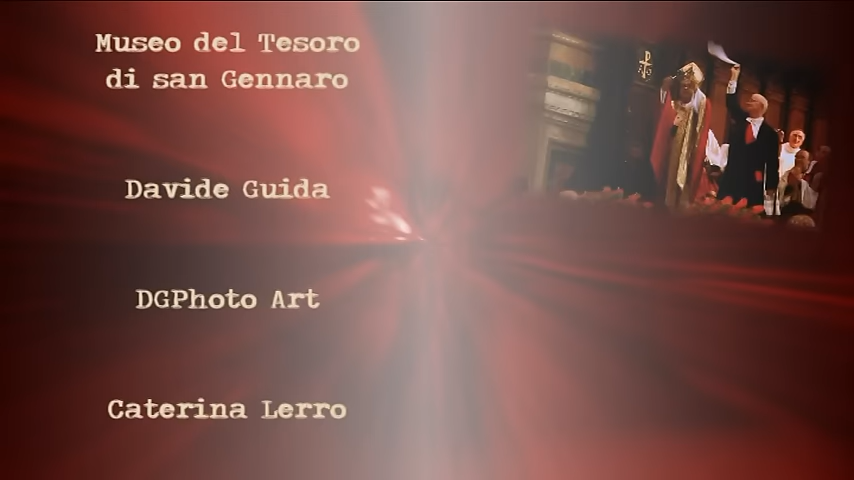 Museo del Tesoro
di san Gennaro
Davide Guida
DGPhoto Art
Caterina Lerro